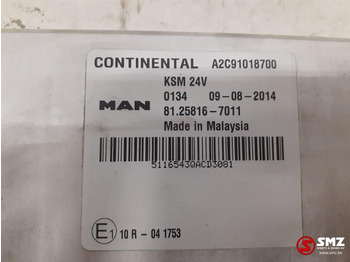 CONTINENTAL A2C91018700
KSM 24V
MAN 0134 09-08-2014
81.25816-7011
Made in Malaysia
5116543QACD3081
E1 10 R - 04 1753
SMZ